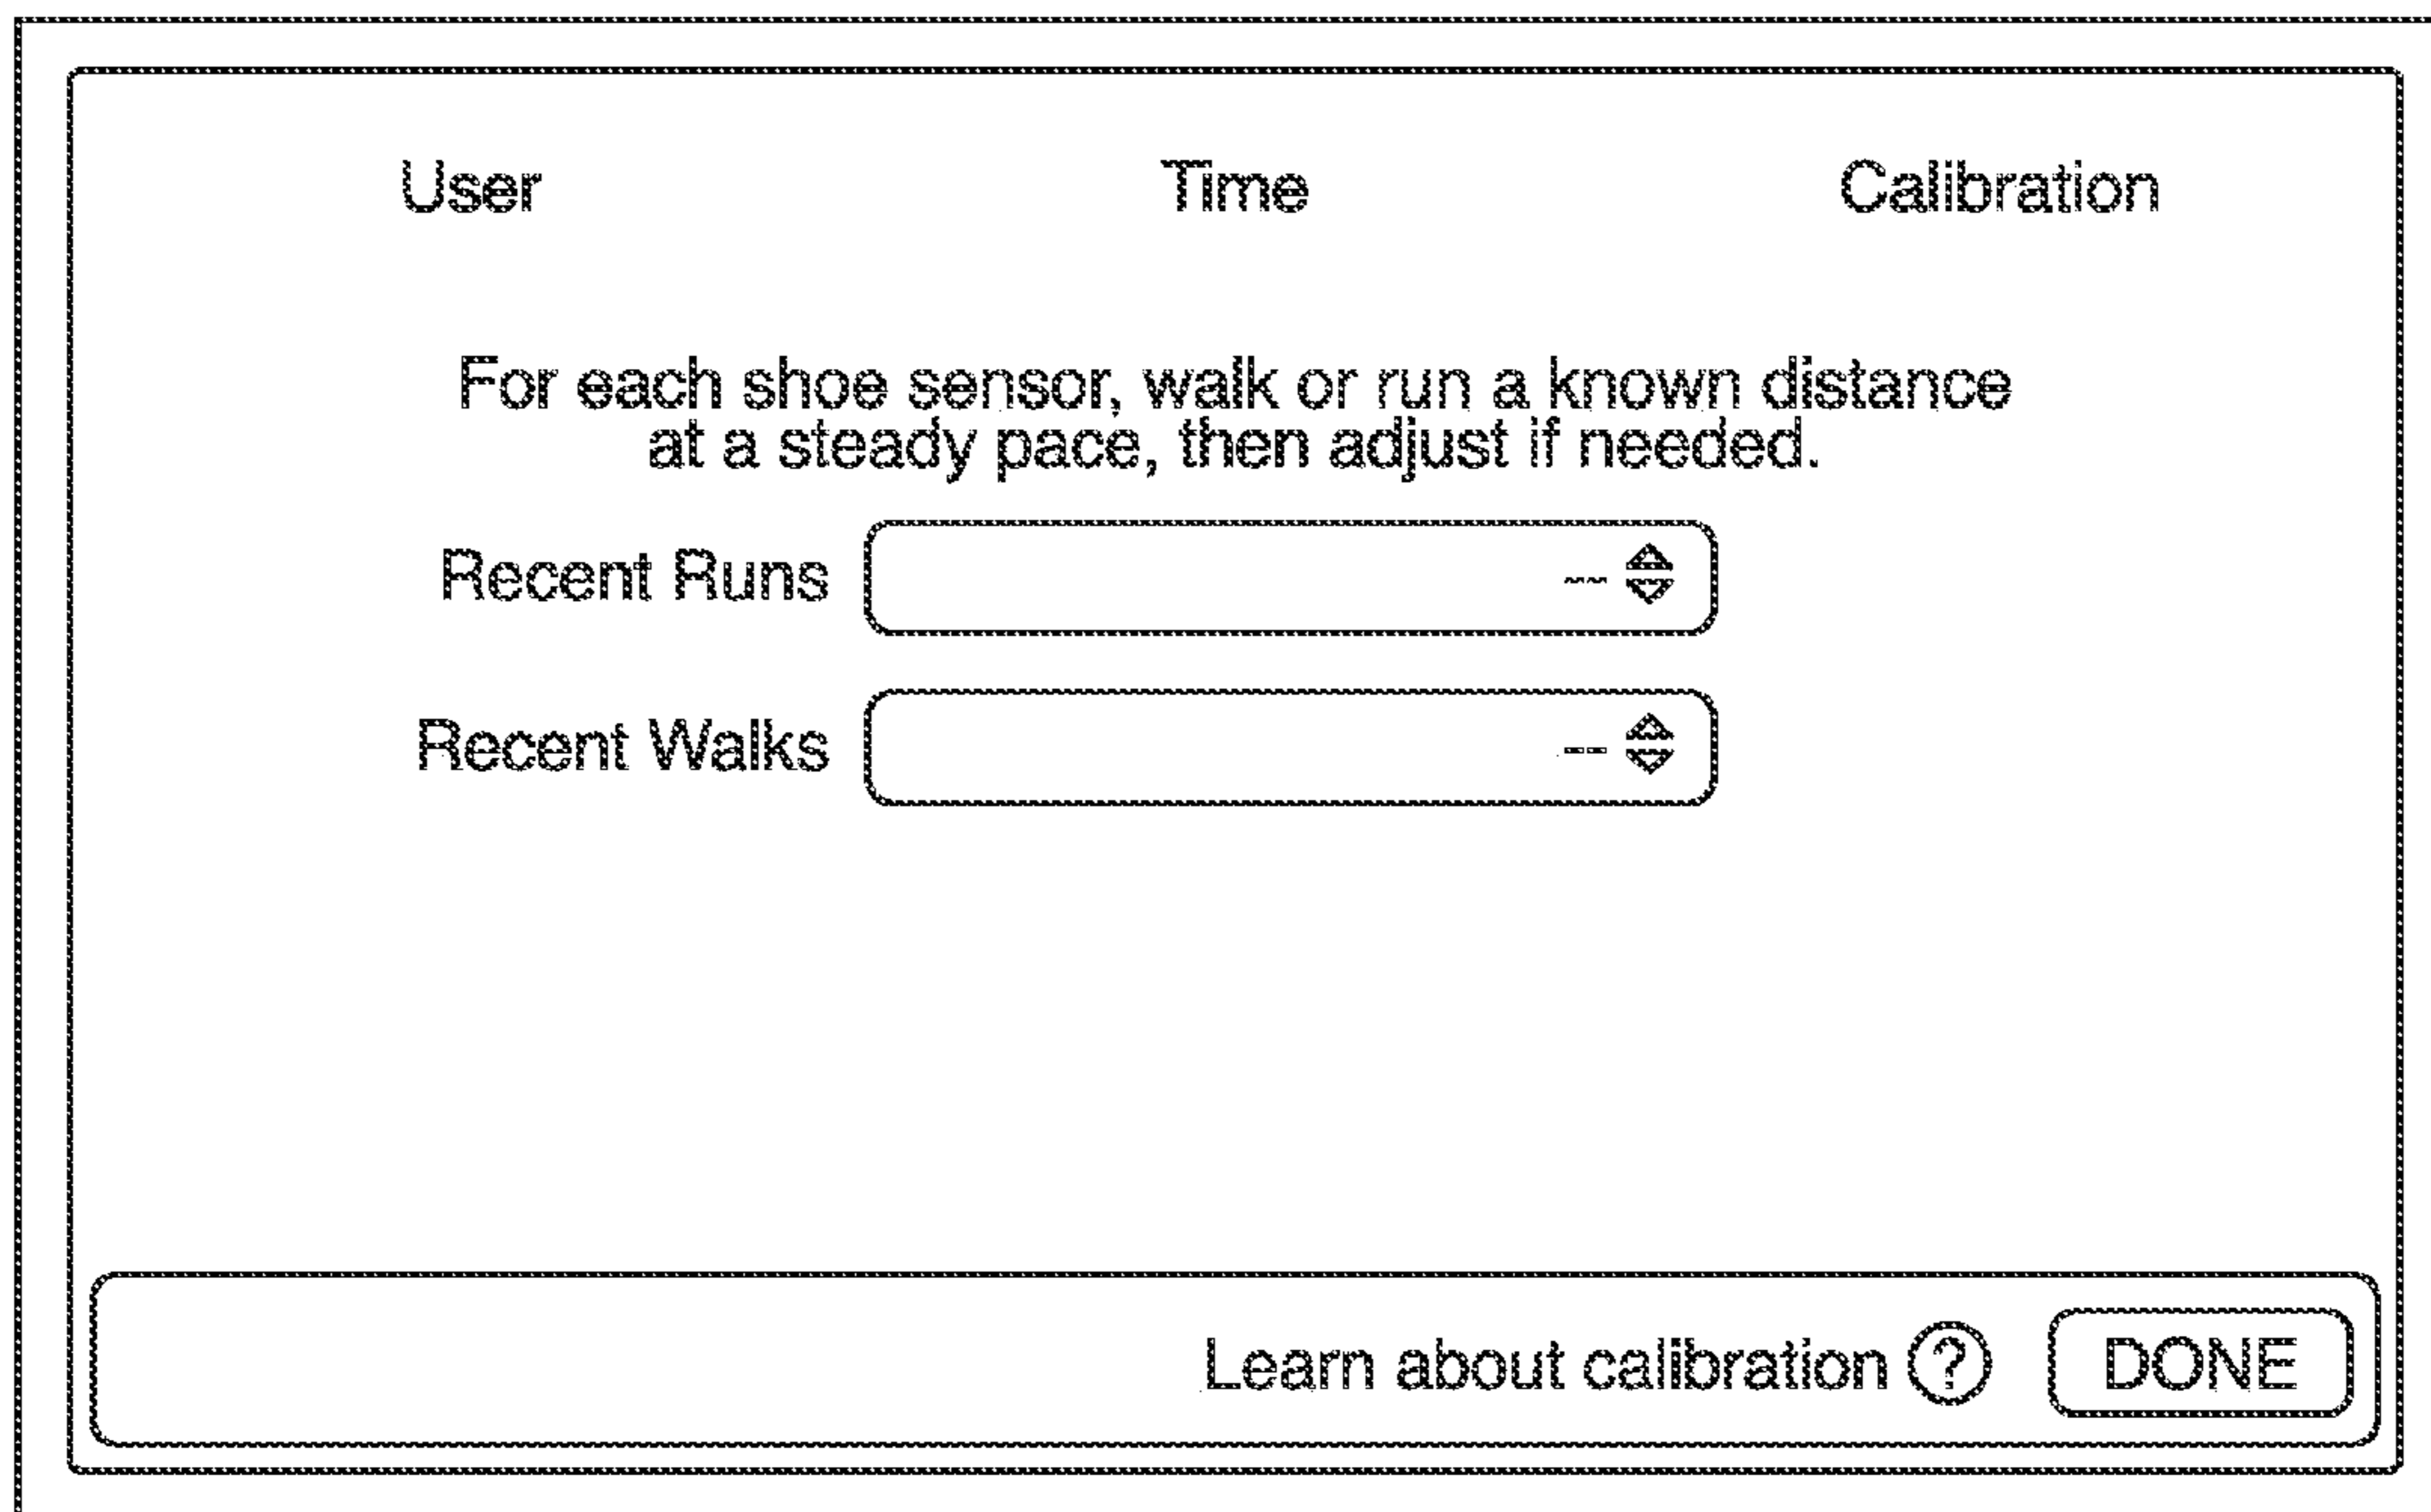 User Time Calibration
For each shoe sensor, walk or run a known distance
at a steady pace, then adjust if needed.
Recent Runs --
Recent Walks --
Learn about calibration ? DONE